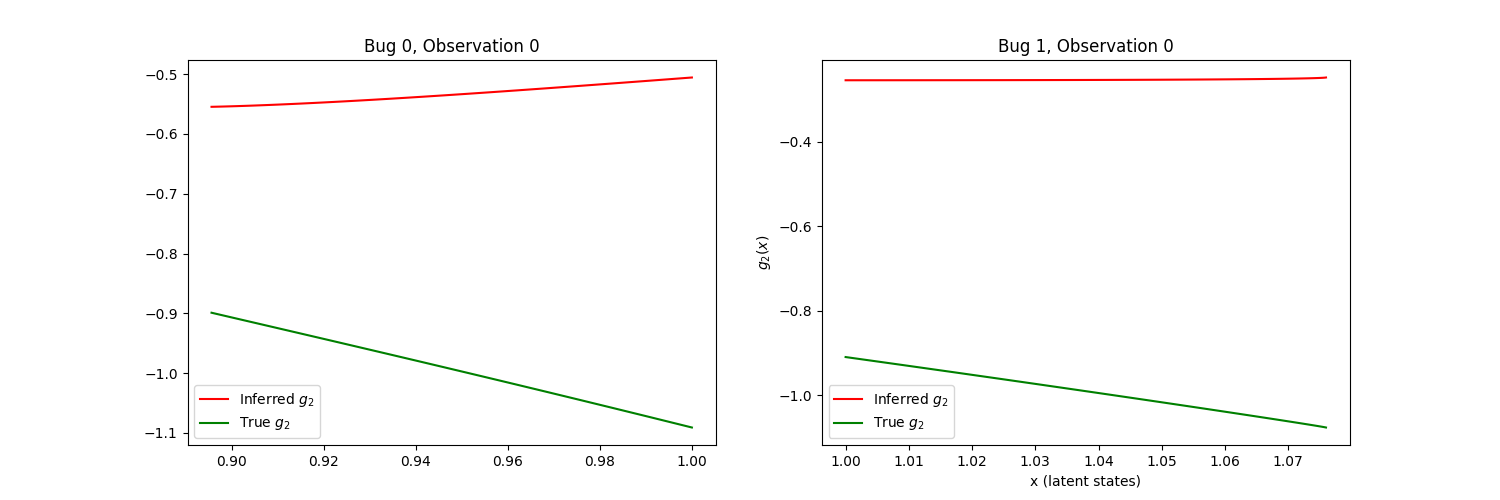 Bug 0, Observation 0
−0.5
−0.6
−0.7
−0.8
−0.9
−1.0
−1.1
Inferred g₂
True g₂
0.90 0.92 0.94 0.96 0.98 1.00
Bug 1, Observation 0
g₂(x)
−0.4
−0.6
−0.8
−1.0
Inferred g₂
True g₂
1.00 1.01 1.02 1.03 1.04 1.05 1.06 1.07
x (latent states)